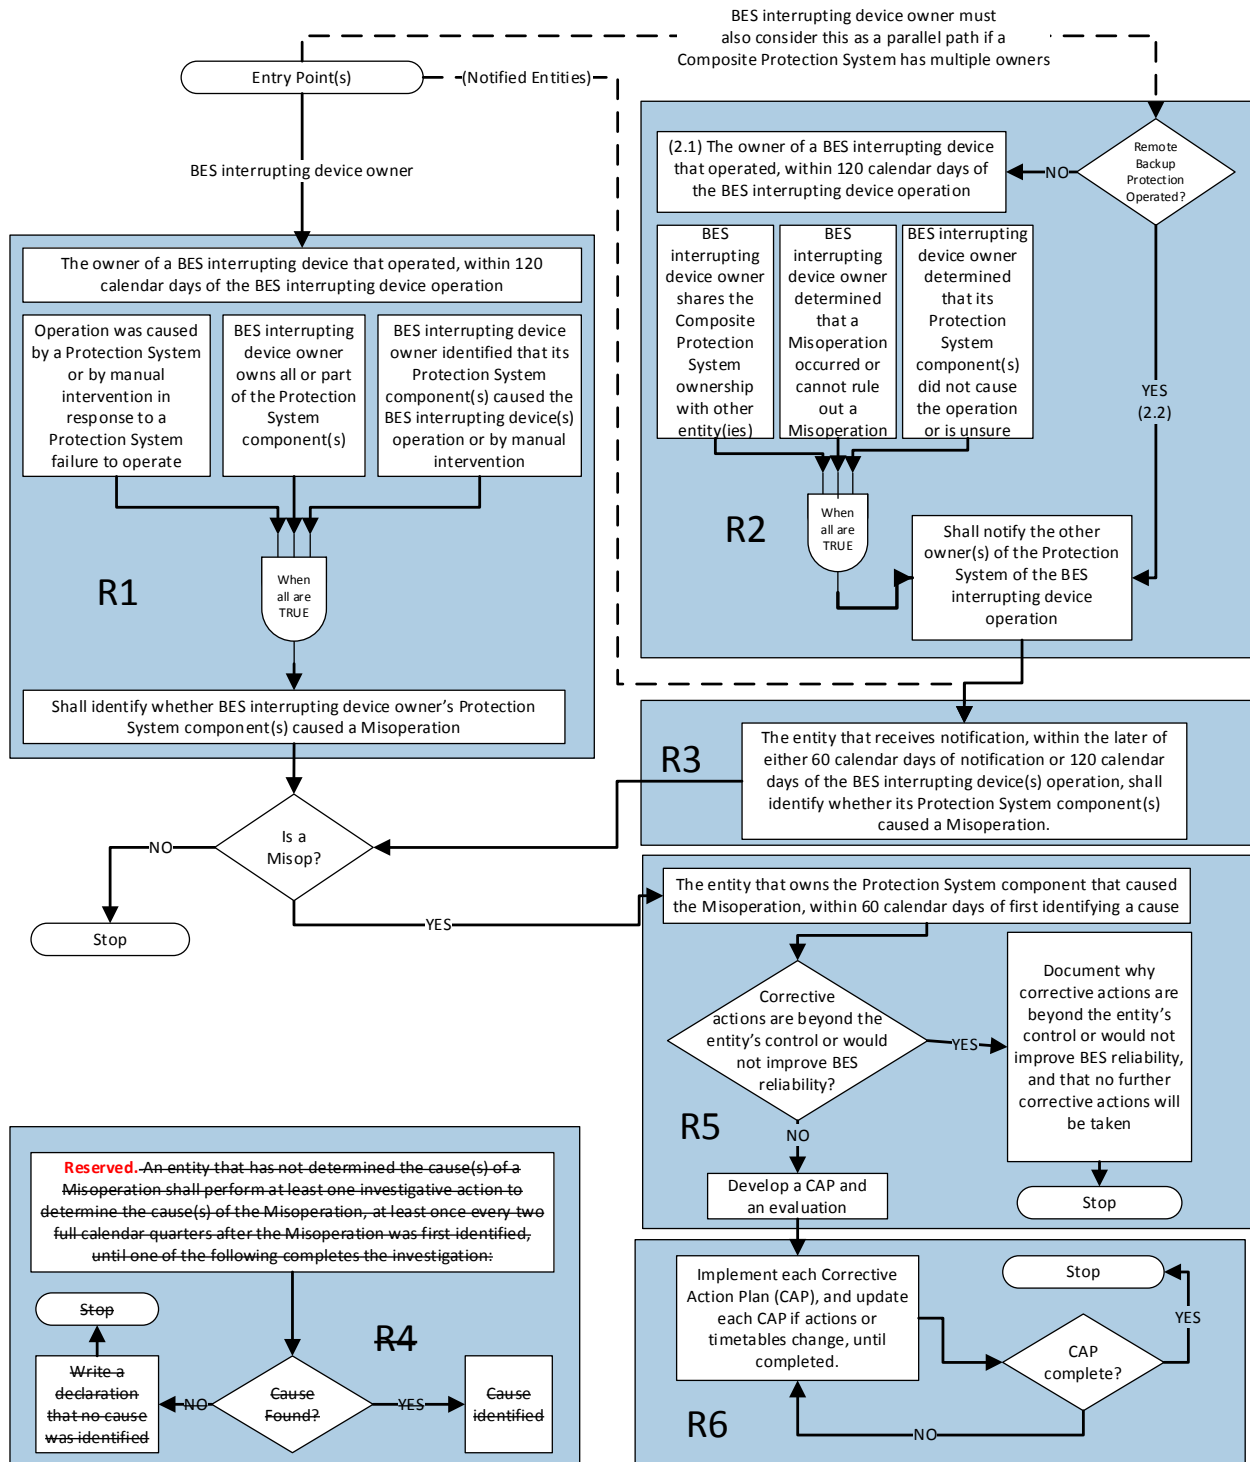 BES interrupting device owner must
also consider this as a parallel path if a
Composite Protection System has multiple owners
Entry Point(s)
(Notified Entities)
BES interrupting device owner
The owner of a BES interrupting device that operated, within 120
calendar days of the BES interrupting device operation
Operation was caused
by a Protection System
or by manual
intervention in
response to a
Protection System
failure to operate
BES interrupting
device owner
owns all or part
of the Protection
System
component(s)
BES interrupting device
owner identified that its
Protection System
component(s) caused the
BES interrupting device(s)
operation or by manual
intervention
When
all are
TRUE
R1
Shall identify whether BES interrupting device owner’s Protection
System component(s) caused a Misoperation
Is a
Misop?
NO
Stop
YES
Remote
Backup
Protection
Operated?
NO
(2.1) The owner of a BES interrupting device
that operated, within 120 calendar days of
the BES interrupting device operation
BES
interrupting
device owner
shares the
Composite
Protection
System
ownership
with other
entity(ies)
BES
interrupting
device owner
determined
that a
Misoperation
occurred or
cannot rule
out a
Misoperation
BES interrupting
device owner
determined
that its
Protection
System
component(s)
did not cause
the operation
or is unsure
YES
(2.2)
When
all are
TRUE
R2
Shall notify the other
owner(s) of the Protection
System of the BES
interrupting device
operation
R3
The entity that receives notification, within the later of
either 60 calendar days of notification or 120 calendar
days of the BES interrupting device(s) operation, shall
identify whether its Protection System component(s)
caused a Misoperation.
The entity that owns the Protection System component that caused
the Misoperation, within 60 calendar days of first identifying a cause
Corrective
actions are beyond the
entity’s control or would
not improve BES
reliability?
YES
Document why
corrective actions are
beyond the entity’s
control or would not
improve BES reliability,
and that no further
corrective actions will
be taken
R5
NO
Develop a CAP and
an evaluation
Stop
Reserved. An entity that has not determined the cause(s) of a
Misoperation shall perform at least one investigative action to
determine the cause(s) of the Misoperation, at least once every two
full calendar quarters after the Misoperation was first identified,
until one of the following completes the investigation:
Stop
R4
Write a
declaration
that no cause
was identified
NO
Cause
Found?
YES
Cause
identified
Implement each Corrective
Action Plan (CAP), and update
each CAP if actions or
timetables change, until
completed.
Stop
YES
CAP
complete?
R6
NO